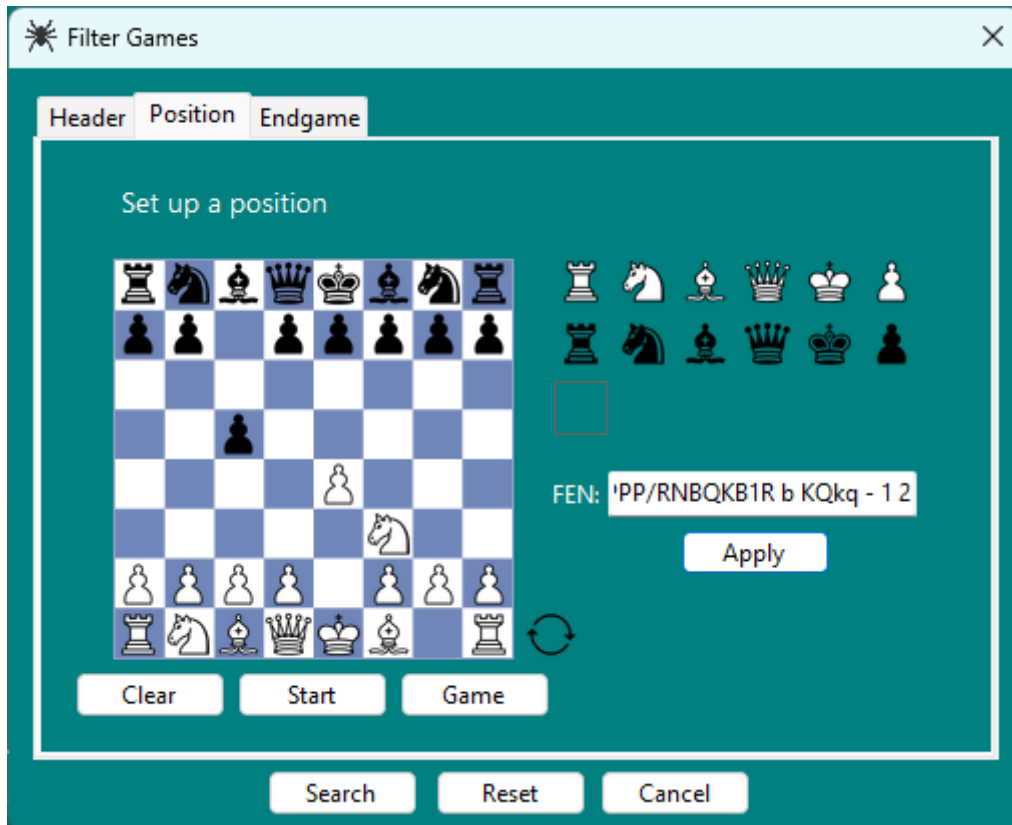 Filter Games
Header Position Endgame
Set up a position
FEN: PP/RNBQKB1R b KQkq - 1 2
Apply
Clear Start Game
Search Reset Cancel